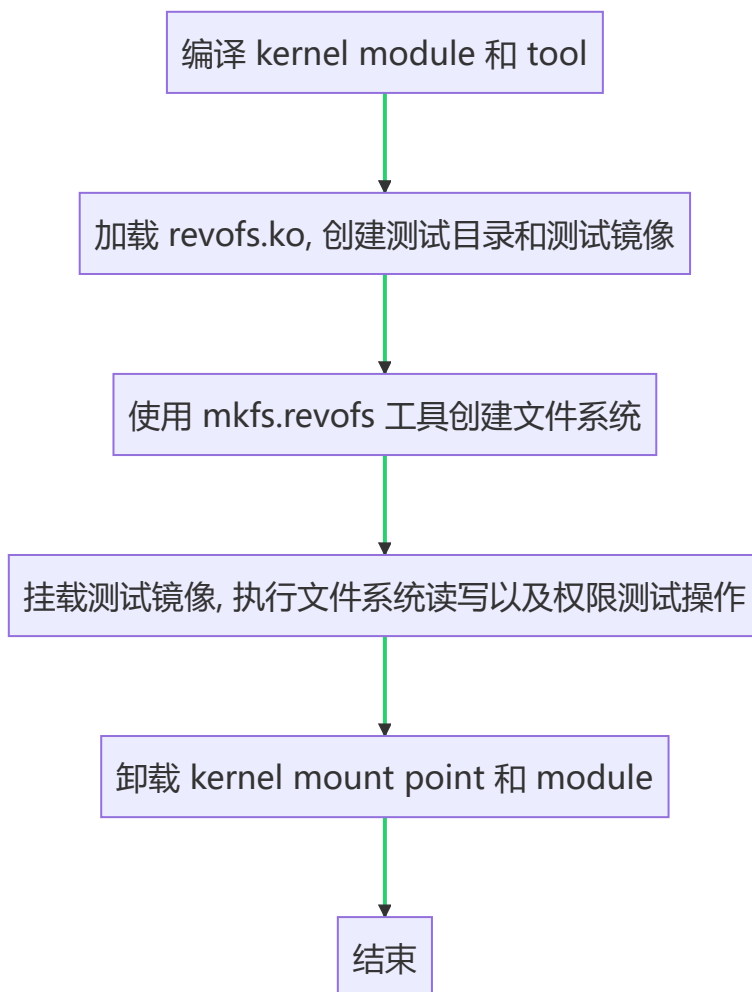 编译 kernel module 和 tool
加载 revofs.ko, 创建测试目录和测试镜像
使用 mkfs.revofs 工具创建文件系统
挂载测试镜像, 执行文件系统读写以及权限测试操作
卸载 kernel mount point 和 module
结束